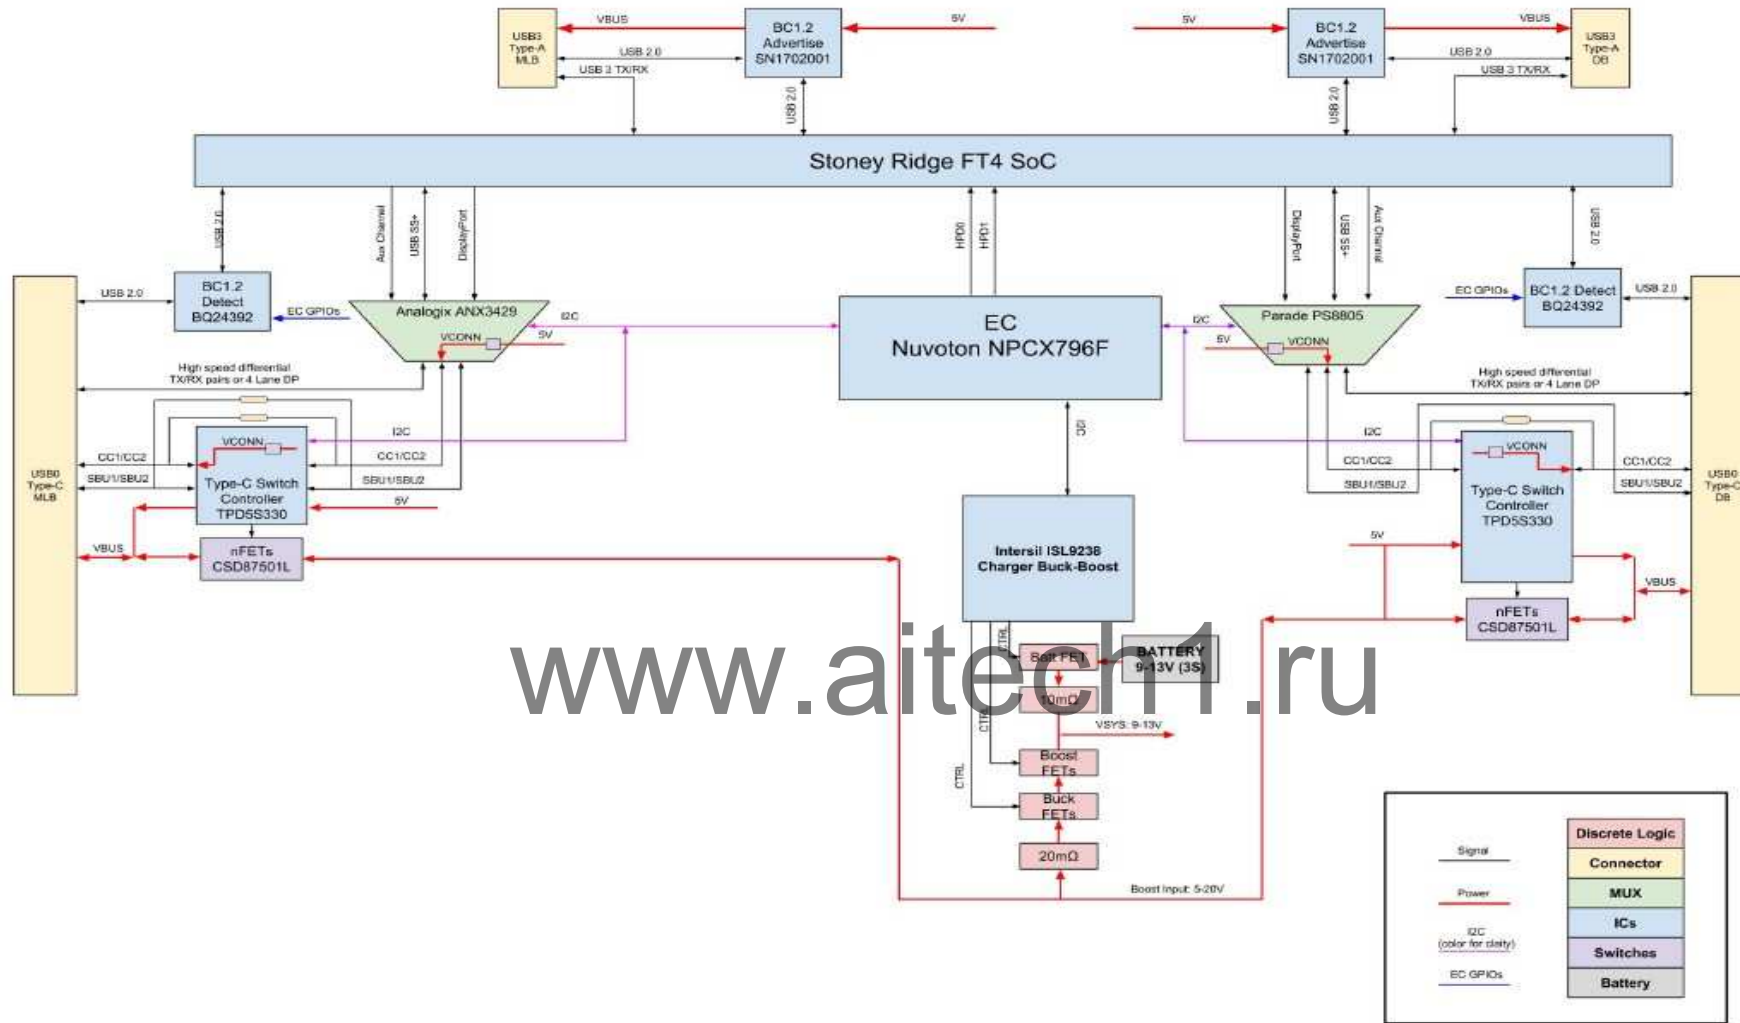 USB3
Type-A
MLB
VBUS
USB 2.0
USB 3 TX/RX
BC1.2
Advertise
SN1702001
5V
5V
BC1.2
Advertise
SN1702001
VBUS
USB 2.0
USB 3 TX/RX
USB3
Type-A
DB
USB 2.0
USB 2.0
Stoney Ridge FT4 SoC
USB 2.0
Aux Channel
USB SS+
DisplayPort
HPD0
HPD1
DisplayPort
USB SS+
Aux Channel
USB 2.0
USB 2.0
BC1.2
Detect
BQ24392
EC GPIOs
Analogix ANX3429
VCONN
5V
I2C
EC
Nuvoton NPCX796F
I2C
Parade PS8805
5V
VCONN
EC GPIOs
BC1.2 Detect
BQ24392
USB 2.0
High speed differential
TX/RX pairs or 4 Lane DP
High speed differential
TX/RX pairs or 4 Lane DP
I2C
I2C
I2C
USB0
Type-C
MLB
CC1/CC2
SBU1/SBU2
VCONN
Type-C Switch
Controller
TPD5S330
CC1/CC2
SBU1/SBU2
5V
VBUS
nFETs
CSD87501L
CC1/CC2
SBU1/SBU2
VCONN
Type-C Switch
Controller
TPD5S330
CC1/CC2
SBU1/SBU2
USB0
Type-C
DB
5V
VBUS
nFETs
CSD87501L
Intersil ISL9238
Charger Buck-Boost
CTRL
CTRL
CTRL
Batt FET
BATTERY
9-13V (3S)
10mΩ
VSYS: 9-13V
Boost
FETs
Buck
FETs
20mΩ
Boost Input: 5-20V
www.aitech1.ru
Signal
Power
I2C
(color for clarity)
EC GPIOs
Discrete Logic
Connector
MUX
ICs
Switches
Battery